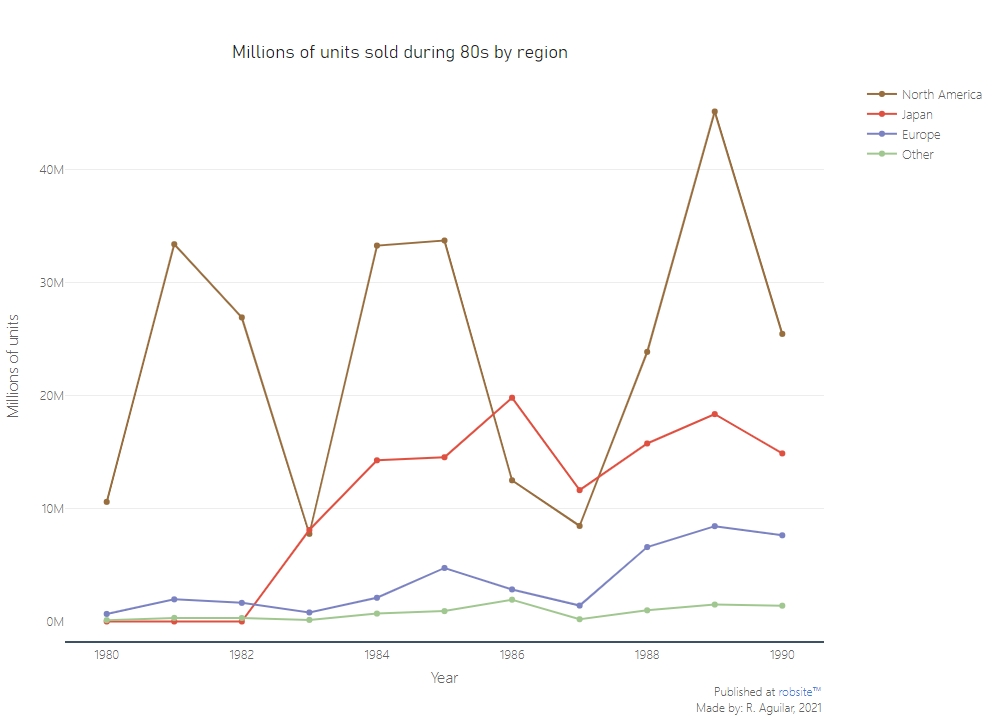 Millions of units sold during 80s by region
North America
Japan
Europe
Other
40M
30M
20M
10M
0M
Millions of units
1980 1982 1984 1986 1988 1990
Year
Published at robsite™
Made by: R. Aguilar, 2021